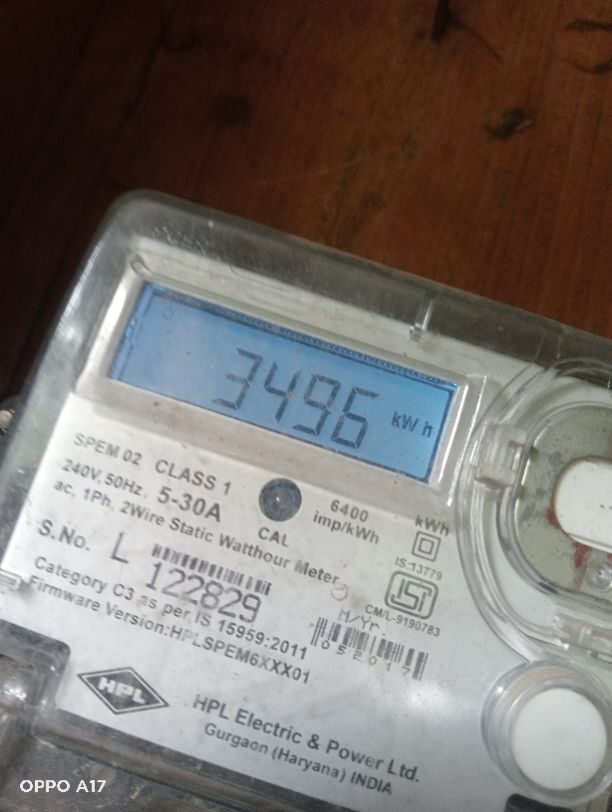 3496 kWh
SPEM 02 CLASS 1
240V, 50Hz, 5-30A
CAL
6400
imp/kWh
kWh
ac, 1Ph, 2Wire Static Watthour Meter
IS:13779
S.No. L 122829
CM/L-9190783
Category C3 as per IS 15959:2011
M/Yr.
052017
Firmware Version:HPLSPEM6XXX01
HPL
HPL Electric & Power Ltd.
Gurgaon (Haryana) INDIA
OPPO A17